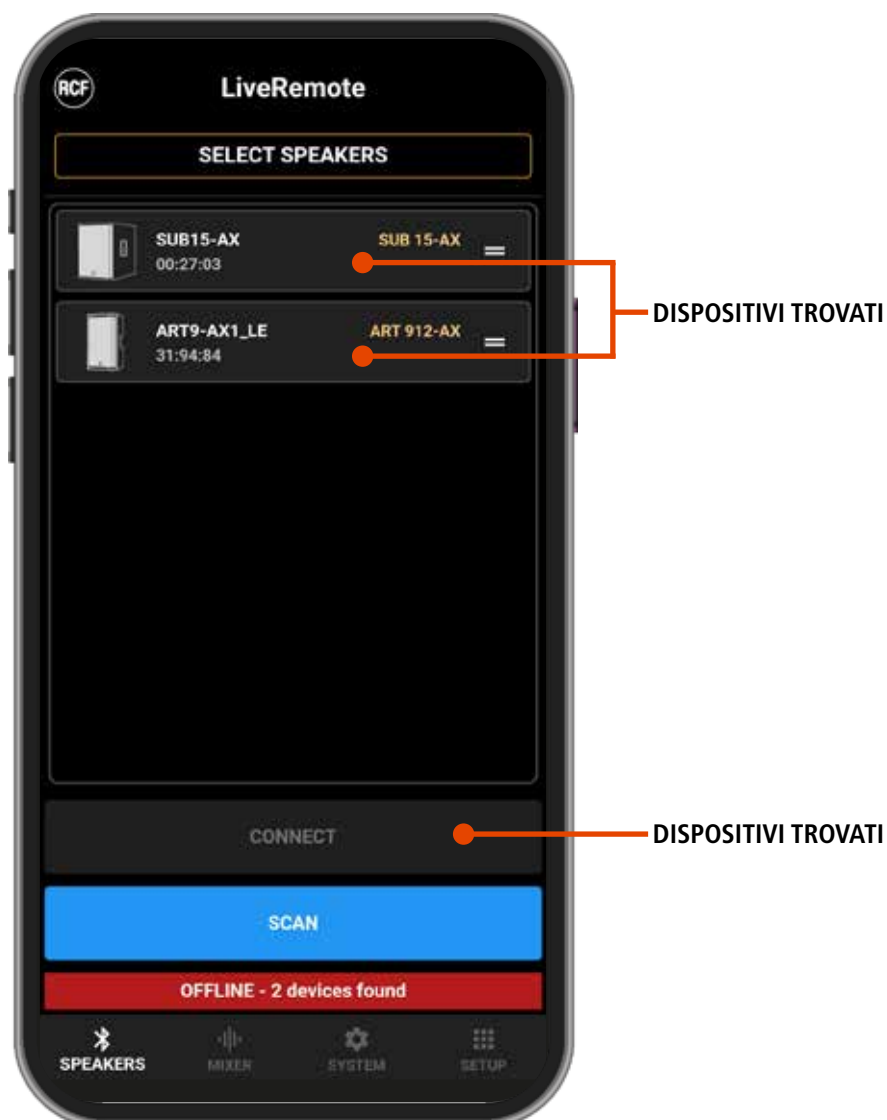 RCF
LiveRemote
SELECT SPEAKERS
SUB15-AX
SUB 15-AX
00:27:03
ART9-AX1_LE
ART 912-AX
31:94:84
DISPOSITIVI TROVATI
CONNECT
DISPOSITIVI TROVATI
SCAN
OFFLINE - 2 devices found
SPEAKERS
MIXER
SYSTEM
SETUP